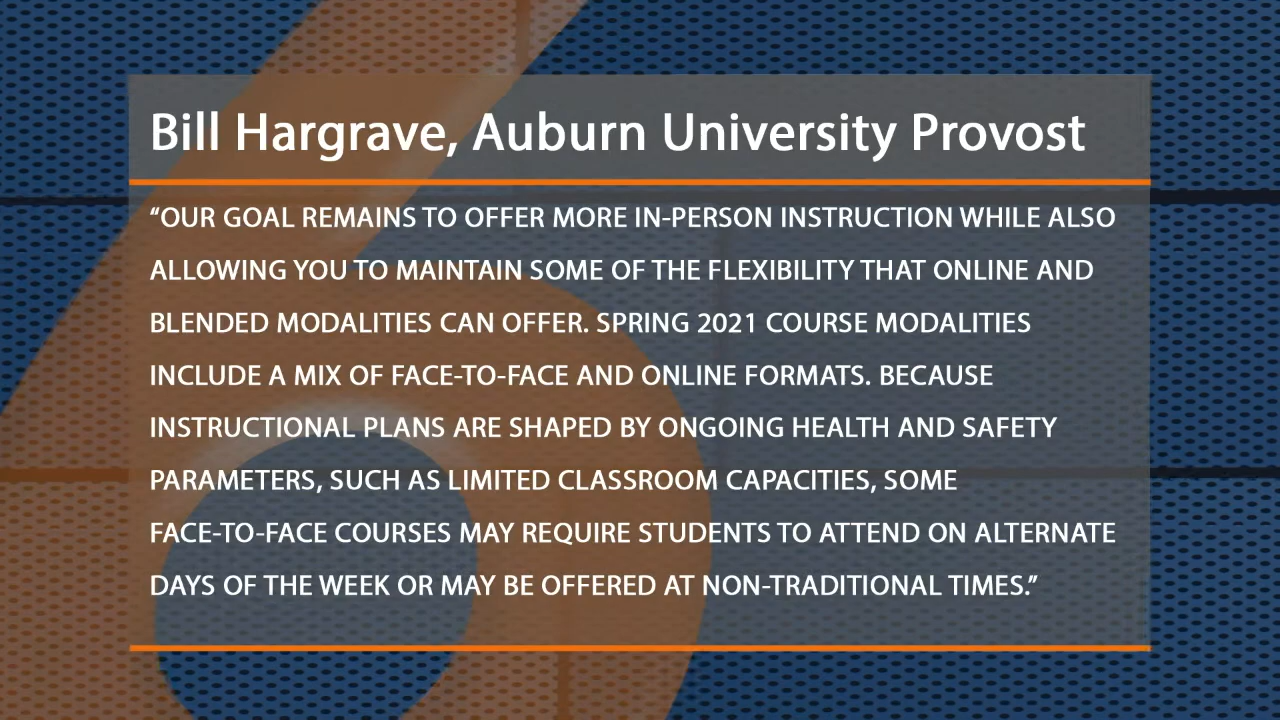 Bill Hargrave, Auburn University Provost
“OUR GOAL REMAINS TO OFFER MORE IN-PERSON INSTRUCTION WHILE ALSO
ALLOWING YOU TO MAINTAIN SOME OF THE FLEXIBILITY THAT ONLINE AND
BLENDED MODALITIES CAN OFFER. SPRING 2021 COURSE MODALITIES
INCLUDE A MIX OF FACE-TO-FACE AND ONLINE FORMATS. BECAUSE
INSTRUCTIONAL PLANS ARE SHAPED BY ONGOING HEALTH AND SAFETY
PARAMETERS, SUCH AS LIMITED CLASSROOM CAPACITIES, SOME
FACE-TO-FACE COURSES MAY REQUIRE STUDENTS TO ATTEND ON ALTERNATE
DAYS OF THE WEEK OR MAY BE OFFERED AT NON-TRADITIONAL TIMES.”